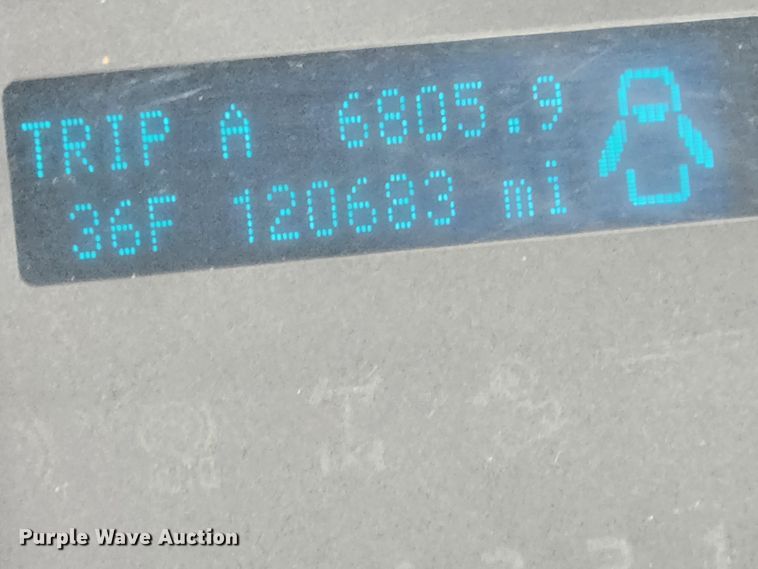 TRIP A 6805.9
36F 120683 mi
Purple Wave Auction